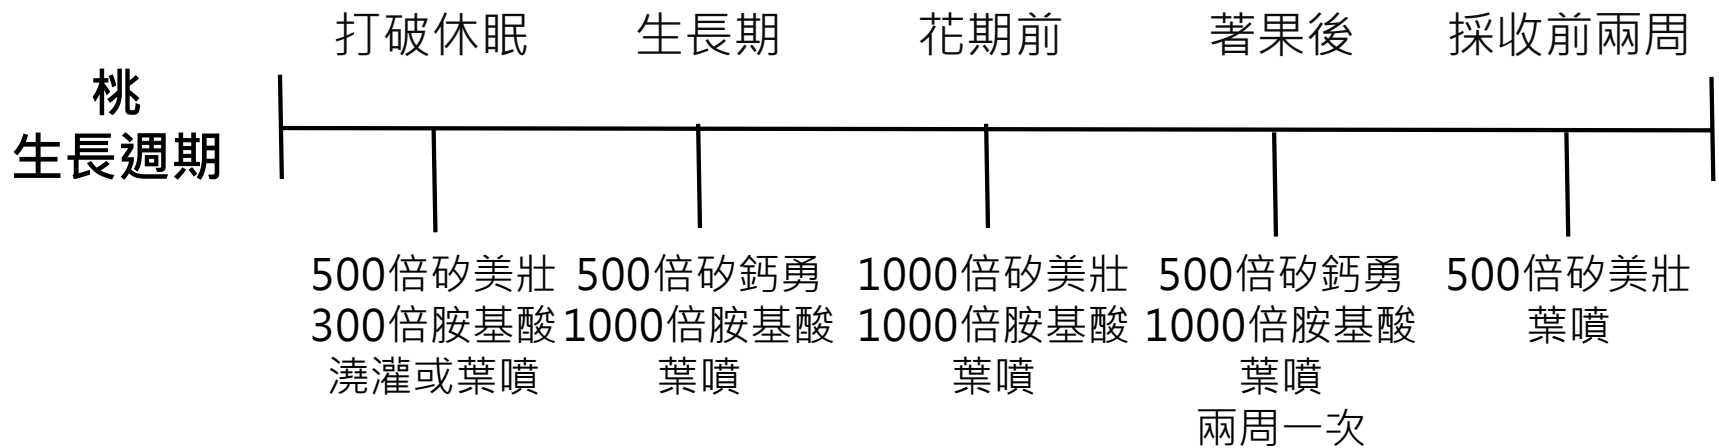 打破休眠
生長期
花期前
著果後
採收前兩周
桃
生長週期
500倍矽美壯
300倍胺基酸
澆灌或葉噴
500倍矽鈣勇
1000倍胺基酸
葉噴
1000倍矽美壯
1000倍胺基酸
葉噴
500倍矽鈣勇
1000倍胺基酸
葉噴
兩周一次
500倍矽美壯
葉噴